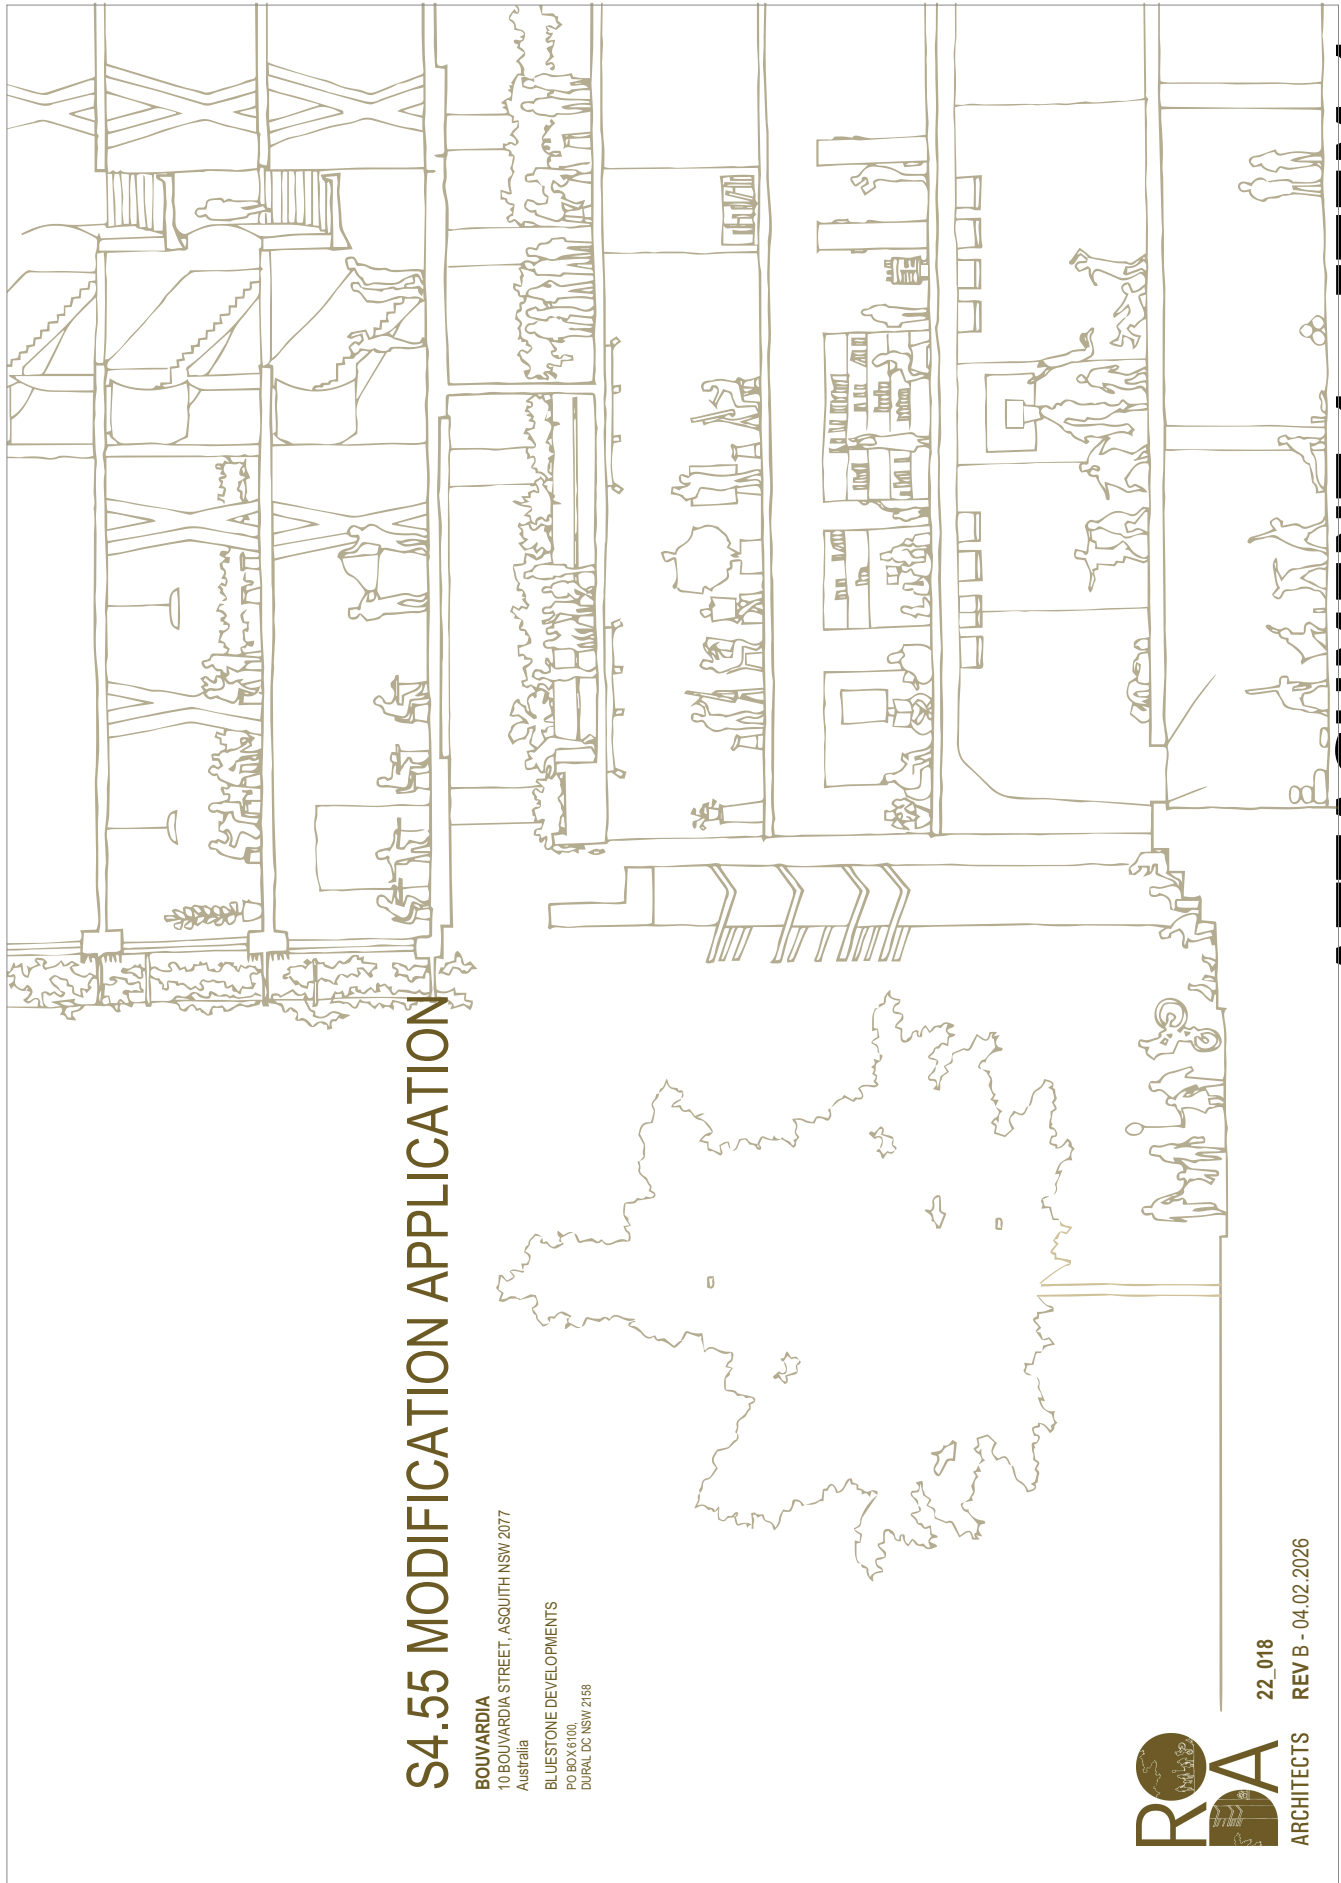 S4.55 MODIFICATION APPLICATION
BOUVARDIA
10 BOUVARDIA STREET, ASQUITH NSW 2077
Australia
BLUESTONE DEVELOPMENTS
PO BOX 6100,
DURAL DC NSW 2158
RODA
ARCHITECTS
22_018
REV B - 04.02.2026